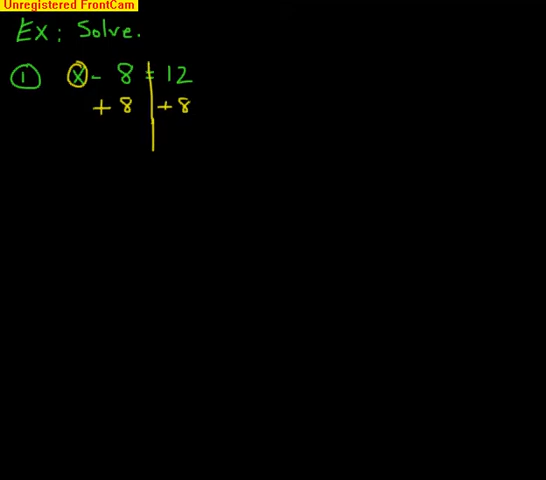 Unregistered FrontCam
Ex: Solve.
① x - 8 = 12
+ 8 + 8